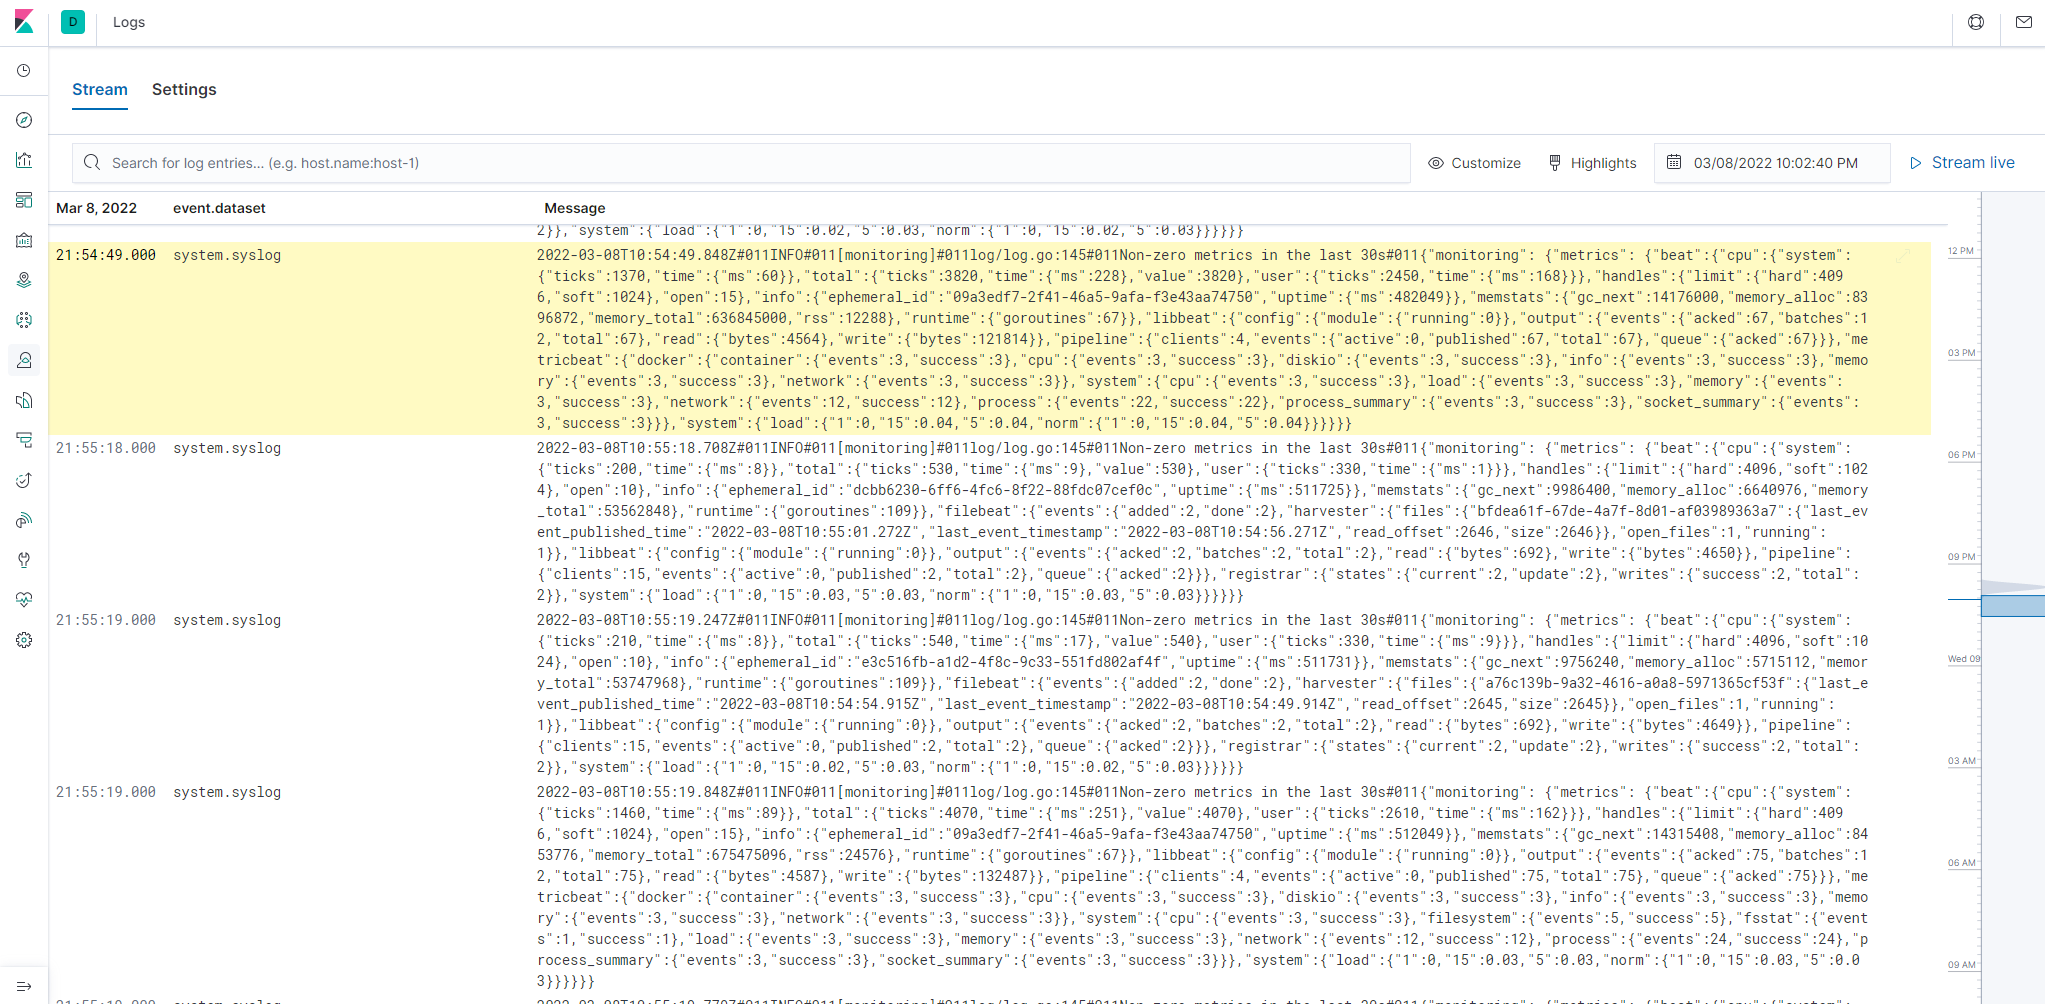 D Logs
Stream Settings
Search for log entries... (e.g. host.name:host-1) Customize Highlights 03/08/2022 10:02:40 PM Stream live
Mar 8, 2022 event.dataset Message
2}},"system":{"load":{"1":0,"15":0.02,"5":0.03,"norm":{"1":0,"15":0.02,"5":0.03}}}}}}
21:54:49.000 system.syslog 2022-03-08T10:54:49.848Z#011INFO#011[monitoring]#011log/log.go:145#011Non-zero metrics in the last 30s#011{"monitoring": {"metrics": {"beat":{"cpu":{"system":
{"ticks":1370,"time":{"ms":60}},"total":{"ticks":3820,"time":{"ms":228},"value":3820},"user":{"ticks":2450,"time":{"ms":168}}},"handles":{"limit":{"hard":409
6,"soft":1024},"open":15},"info":{"ephemeral_id":"09a3edf7-2f41-46a5-9afa-f3e43aa74750","uptime":{"ms":482049}},"memstats":{"gc_next":14176000,"memory_alloc":83
96872,"memory_total":636845000,"rss":12288},"runtime":{"goroutines":67}},"libbeat":{"config":{"module":{"running":0}},"output":{"events":{"acked":67,"batches":1
2,"total":67},"read":{"bytes":4564},"write":{"bytes":121814}},"pipeline":{"clients":4,"events":{"active":0,"published":67,"total":67},"queue":{"acked":67}}},"me
tricbeat":{"docker":{"container":{"events":3,"success":3},"cpu":{"events":3,"success":3},"diskio":{"events":3,"success":3},"info":{"events":3,"success":3},"memo
ry":{"events":3,"success":3},"network":{"events":3,"success":3}},"system":{"cpu":{"events":3,"success":3},"load":{"events":3,"success":3},"memory":{"events":
3,"success":3},"network":{"events":12,"success":12},"process":{"events":22,"success":22},"process_summary":{"events":3,"success":3},"socket_summary":{"events":
3,"success":3}}},"system":{"load":{"1":0,"15":0.04,"5":0.04,"norm":{"1":0,"15":0.04,"5":0.04}}}}}}
21:55:18.000 system.syslog 2022-03-08T10:55:18.708Z#011INFO#011[monitoring]#011log/log.go:145#011Non-zero metrics in the last 30s#011{"monitoring": {"metrics": {"beat":{"cpu":{"system":
{"ticks":200,"time":{"ms":8}},"total":{"ticks":530,"time":{"ms":9},"value":530},"user":{"ticks":330,"time":{"ms":1}}},"handles":{"limit":{"hard":4096,"soft":102
4},"open":10},"info":{"ephemeral_id":"dcbb6230-6ff6-4fc6-8f22-88fdc07cef0c","uptime":{"ms":511725}},"memstats":{"gc_next":9986400,"memory_alloc":6640976,"memory
_total":53562848},"runtime":{"goroutines":109}},"filebeat":{"events":{"added":2,"done":2},"harvester":{"files":{"bfdea61f-67de-4a7f-8d01-af03989363a7":{"last_ev
ent_published_time":"2022-03-08T10:55:01.272Z","last_event_timestamp":"2022-03-08T10:54:56.271Z","read_offset":2646,"size":2646}},"open_files":1,"running":
1}},"libbeat":{"config":{"module":{"running":0}},"output":{"events":{"acked":2,"batches":2,"total":2},"read":{"bytes":692},"write":{"bytes":4650}},"pipeline":
{"clients":15,"events":{"active":0,"published":2,"total":2},"queue":{"acked":2}}},"registrar":{"states":{"current":2,"update":2},"writes":{"success":2,"total":
2}},"system":{"load":{"1":0,"15":0.03,"5":0.03,"norm":{"1":0,"15":0.03,"5":0.03}}}}}}
21:55:19.000 system.syslog 2022-03-08T10:55:19.247Z#011INFO#011[monitoring]#011log/log.go:145#011Non-zero metrics in the last 30s#011{"monitoring": {"metrics": {"beat":{"cpu":{"system":
{"ticks":210,"time":{"ms":8}},"total":{"ticks":540,"time":{"ms":17},"value":540},"user":{"ticks":330,"time":{"ms":9}}},"handles":{"limit":{"hard":4096,"soft":10
24},"open":10},"info":{"ephemeral_id":"e3c516fb-a1d2-4f8c-9c33-551fd802af4f","uptime":{"ms":511731}},"memstats":{"gc_next":9756240,"memory_alloc":5715112,"memor
y_total":53747968},"runtime":{"goroutines":109}},"filebeat":{"events":{"added":2,"done":2},"harvester":{"files":{"a76c139b-9a32-4616-a0a8-5971365cf53f":{"last_e
vent_published_time":"2022-03-08T10:54:54.915Z","last_event_timestamp":"2022-03-08T10:54:49.914Z","read_offset":2645,"size":2645}},"open_files":1,"running":
1}},"libbeat":{"config":{"module":{"running":0}},"output":{"events":{"acked":2,"batches":2,"total":2},"read":{"bytes":692},"write":{"bytes":4649}},"pipeline":
{"clients":15,"events":{"active":0,"published":2,"total":2},"queue":{"acked":2}}},"registrar":{"states":{"current":2,"update":2},"writes":{"success":2,"total":
2}},"system":{"load":{"1":0,"15":0.02,"5":0.03,"norm":{"1":0,"15":0.02,"5":0.03}}}}}}
21:55:19.000 system.syslog 2022-03-08T10:55:19.848Z#011INFO#011[monitoring]#011log/log.go:145#011Non-zero metrics in the last 30s#011{"monitoring": {"metrics": {"beat":{"cpu":{"system":
{"ticks":1460,"time":{"ms":89}},"total":{"ticks":4070,"time":{"ms":251},"value":4070},"user":{"ticks":2610,"time":{"ms":162}}},"handles":{"limit":{"hard":409
6,"soft":1024},"open":15},"info":{"ephemeral_id":"09a3edf7-2f41-46a5-9afa-f3e43aa74750","uptime":{"ms":512049}},"memstats":{"gc_next":14315408,"memory_alloc":84
53776,"memory_total":675475096,"rss":24576},"runtime":{"goroutines":67}},"libbeat":{"config":{"module":{"running":0}},"output":{"events":{"acked":75,"batches":1
2,"total":75},"read":{"bytes":4587},"write":{"bytes":132487}},"pipeline":{"clients":4,"events":{"active":0,"published":75,"total":75},"queue":{"acked":75}}},"me
tricbeat":{"docker":{"container":{"events":3,"success":3},"cpu":{"events":3,"success":3},"diskio":{"events":3,"success":3},"info":{"events":3,"success":3},"memo
ry":{"events":3,"success":3},"network":{"events":3,"success":3}},"system":{"cpu":{"events":3,"success":3},"filesystem":{"events":5,"success":5},"fsstat":{"event
s":1,"success":1},"load":{"events":3,"success":3},"memory":{"events":3,"success":3},"network":{"events":12,"success":12},"process":{"events":24,"success":24},"p
rocess_summary":{"events":3,"success":3},"socket_summary":{"events":3,"success":3}}},"system":{"load":{"1":0,"15":0.03,"5":0.03,"norm":{"1":0,"15":0.03,"5":0.0
3}}}}}}
12 PM
03 PM
06 PM
09 PM
Wed 09
03 AM
06 AM
09 AM